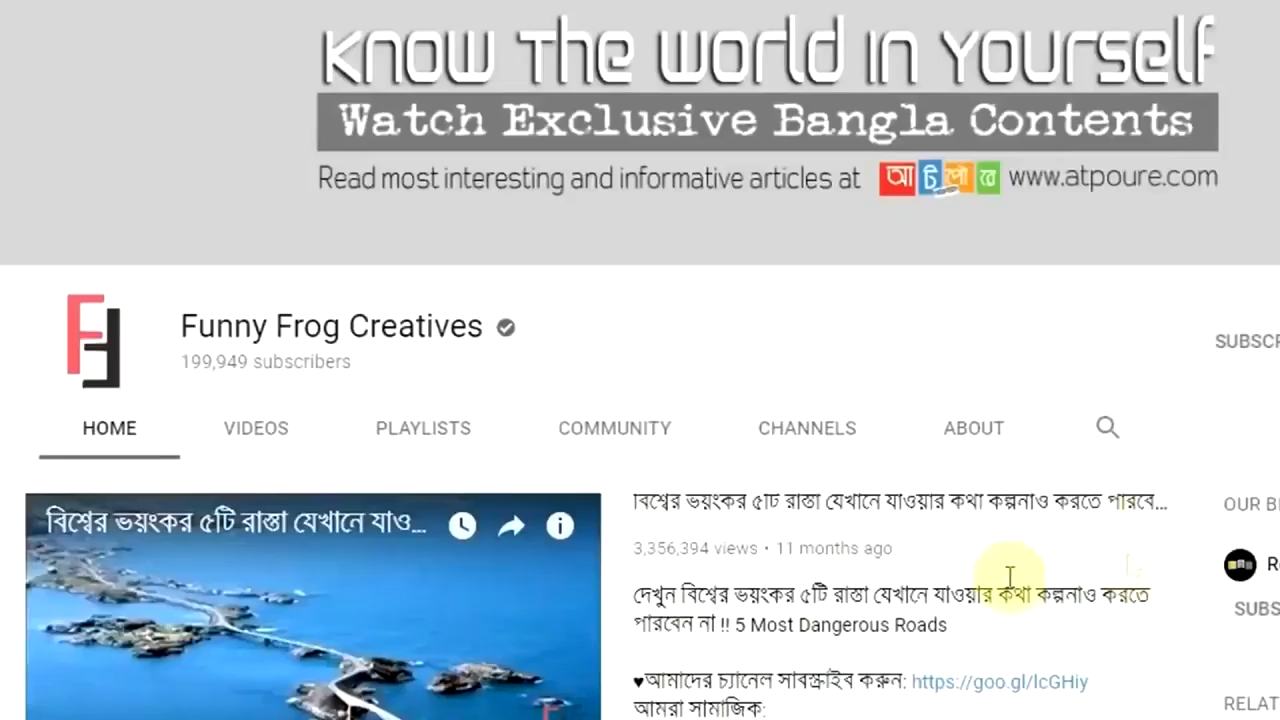 Know The World In Yourself
Watch Exclusive Bangla Contents
Read most interesting and informative articles at আটপৌরে www.atpoure.com
Funny Frog Creatives
199,949 subscribers
SUBSCR
HOME VIDEOS PLAYLISTS COMMUNITY CHANNELS ABOUT
বিশ্বের ভয়ংকর ৫টি রাস্তা যেখানে যাও...
বিশ্বের ভয়ংকর ৫টি রাস্তা যেখানে যাওয়ার কথা কল্পনাও করতে পারবে...
OUR B
3,356,394 views • 11 months ago
দেখুন বিশ্বের ভয়ংকর ৫টি রাস্তা যেখানে যাওয়ার কথা কল্পনাও করতে
পারবেন না !! 5 Most Dangerous Roads
SUBS
♥আমাদের চ্যানেল সাবস্ক্রাইব করুন: https://goo.gl/lcGHiy
আমরা সামাজিক:
RELAT